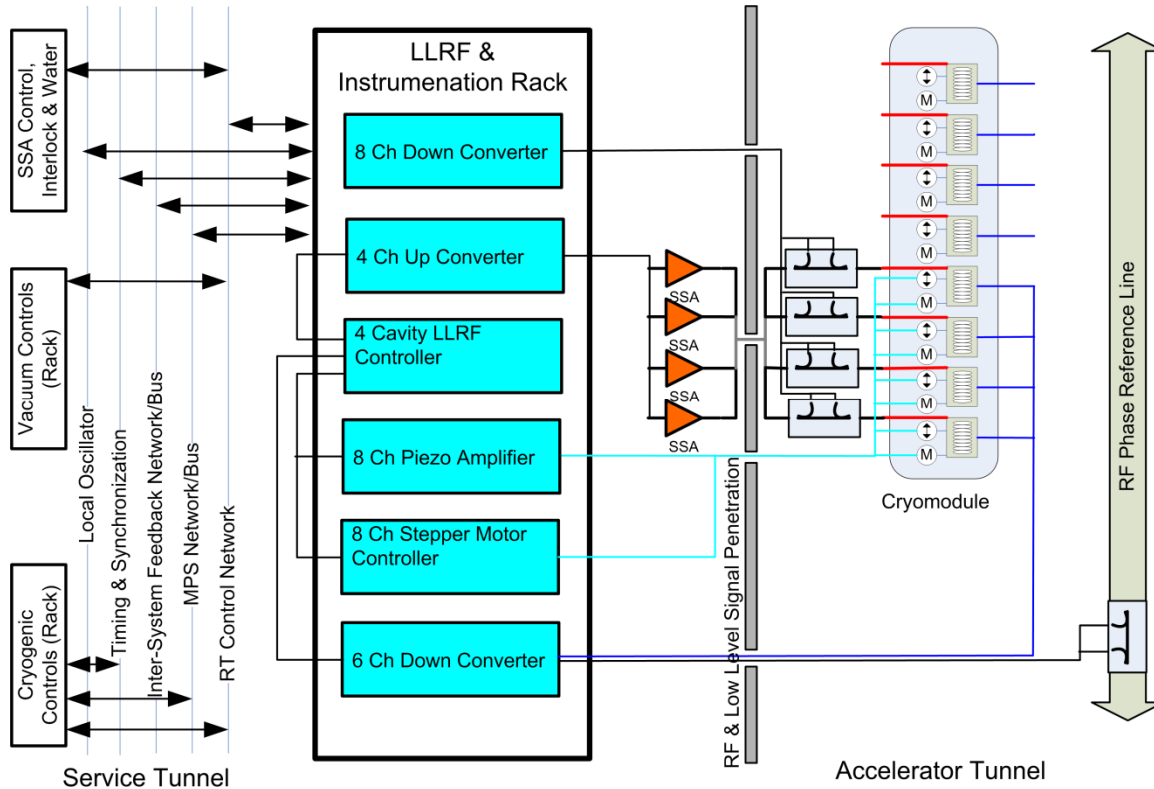 SSA Control,
Interlock & Water
Vacuum Controls
(Rack)
Cryogenic
Controls (Rack)
Local Oscillator
Timing & Synchronization
Inter-System Feedback Network/Bus
MPS Network/Bus
RT Control Network
Service Tunnel
LLRF &
Instrumenation Rack
8 Ch Down Converter
4 Ch Up Converter
4 Cavity LLRF
Controller
8 Ch Piezo Amplifier
8 Ch Stepper Motor
Controller
6 Ch Down Converter
SSA
SSA
SSA
SSA
RF & Low Level Signal Penetration
M
M
M
M
M
M
M
M
Cryomodule
RF Phase Reference Line
Accelerator Tunnel